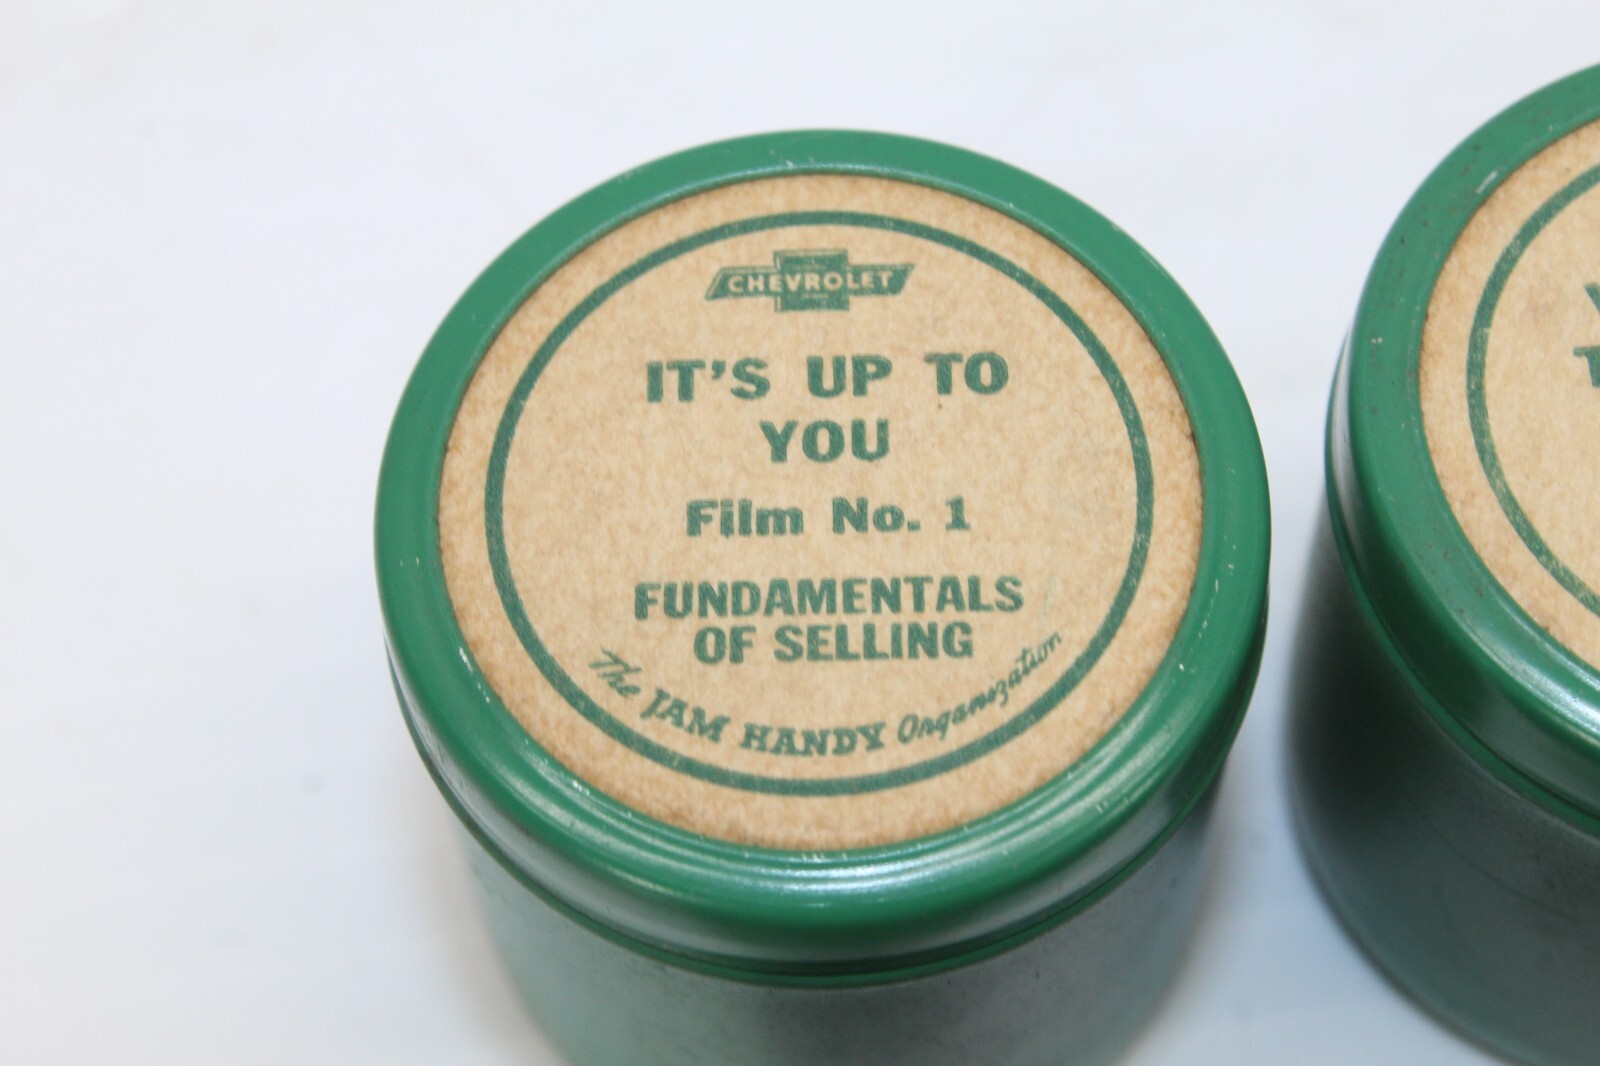 CHEVROLET
IT'S UP TO
YOU
Film No. 1
FUNDAMENTALS
OF SELLING
The JAM HANDY Organization